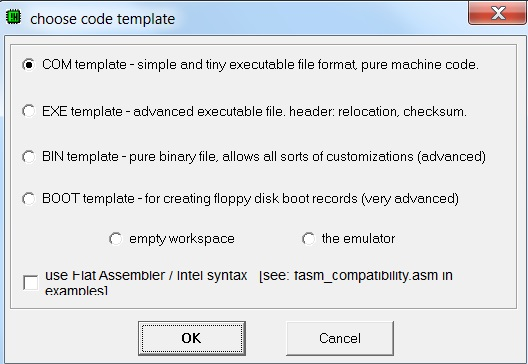 choose code template
COM template - simple and tiny executable file format, pure machine code.
EXE template - advanced executable file. header: relocation, checksum.
BIN template - pure binary file, allows all sorts of customizations (advanced)
BOOT template - for creating floppy disk boot records (very advanced)
empty workspace the emulator
use Flat Assembler / Intel syntax [see: fasm_compatibility.asm in
examples]
OK Cancel